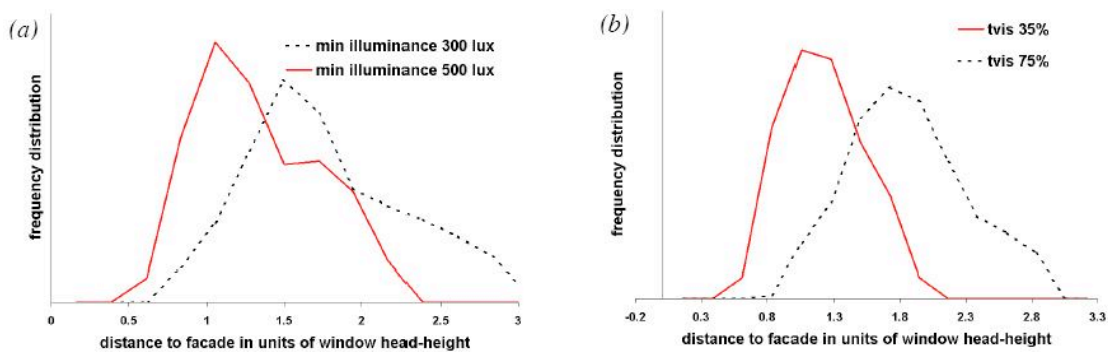 (a)
min illuminance 300 lux
min illuminance 500 lux
frequency distribution
0 0.5 1 1.5 2 2.5 3
distance to facade in units of window head-height
(b)
tvis 35%
tvis 75%
frequency distribution
-0.2 0.3 0.8 1.3 1.8 2.3 2.8 3.3
distance to facade in units of window head-height